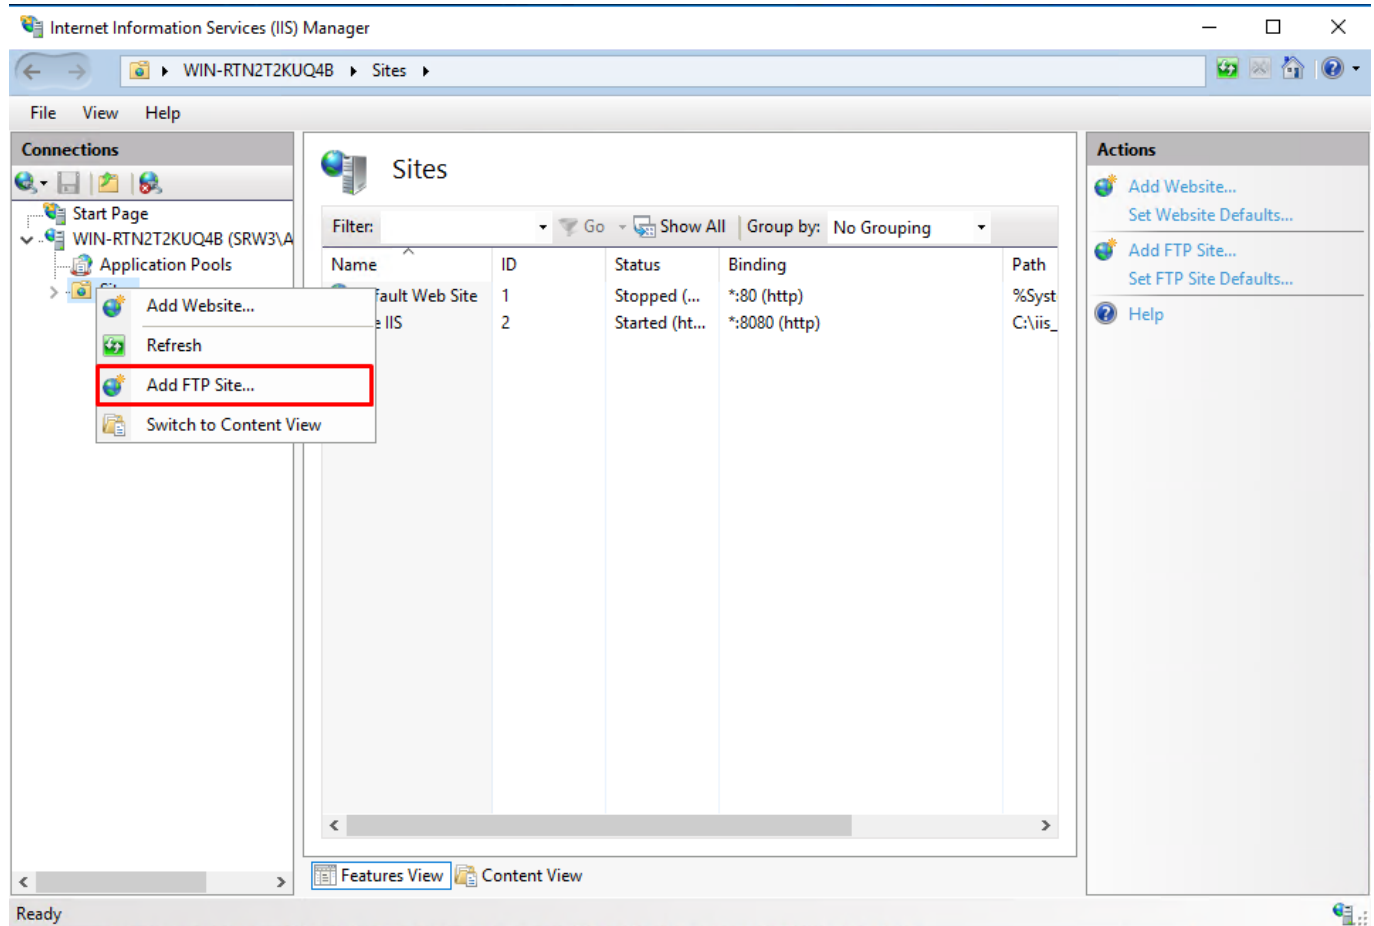 Internet Information Services (IIS) Manager
WIN-RTN2T2KUQ4B Sites
File View Help
Connections
Start Page
WIN-RTN2T2KUQ4B (SRW3\A
Application Pools
Add Website...
Refresh
Add FTP Site...
Switch to Content View
Sites
Filter: Go Show All Group by: No Grouping
Name ID Status Binding Path
fault Web Site 1 Stopped (... *:80 (http) %Syst
IIS 2 Started (ht... *:8080 (http) C:\iis_
Features View Content View
Actions
Add Website...
Set Website Defaults...
Add FTP Site...
Set FTP Site Defaults...
Help
Ready